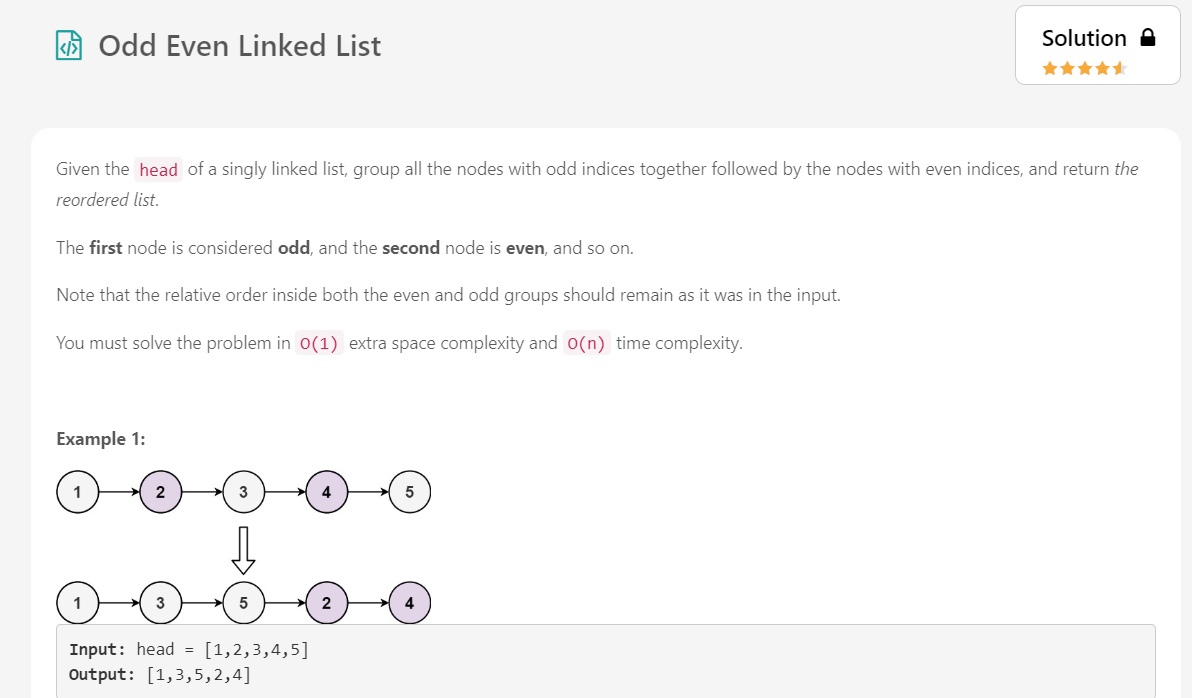 Odd Even Linked List
Solution
Given the head of a singly linked list, group all the nodes with odd indices together followed by the nodes with even indices, and return the
reordered list.
The first node is considered odd, and the second node is even, and so on.
Note that the relative order inside both the even and odd groups should remain as it was in the input.
You must solve the problem in O(1) extra space complexity and O(n) time complexity.
Example 1:
1 2 3 4 5
1 3 5 2 4
Input: head = [1,2,3,4,5]
Output: [1,3,5,2,4]